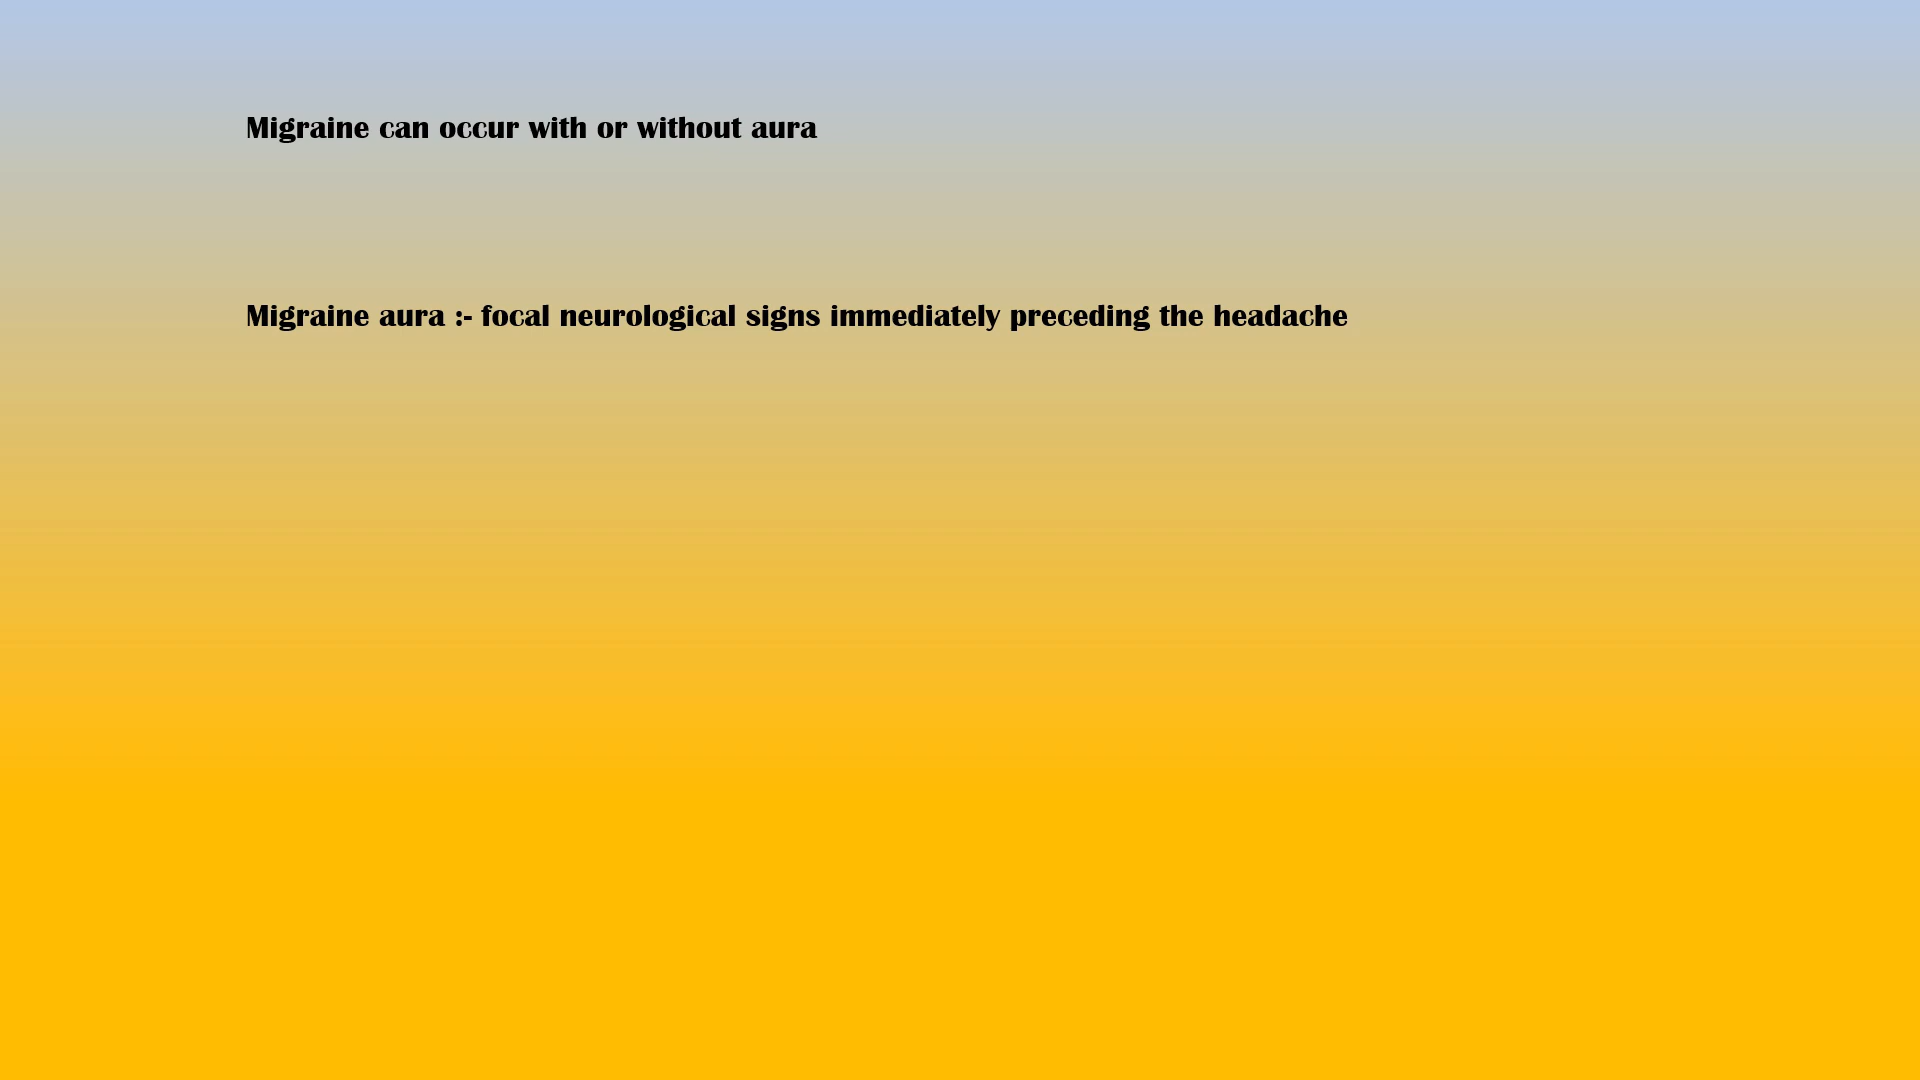 Migraine can occur with or without aura
Migraine aura :- focal neurological signs immediately preceding the headache